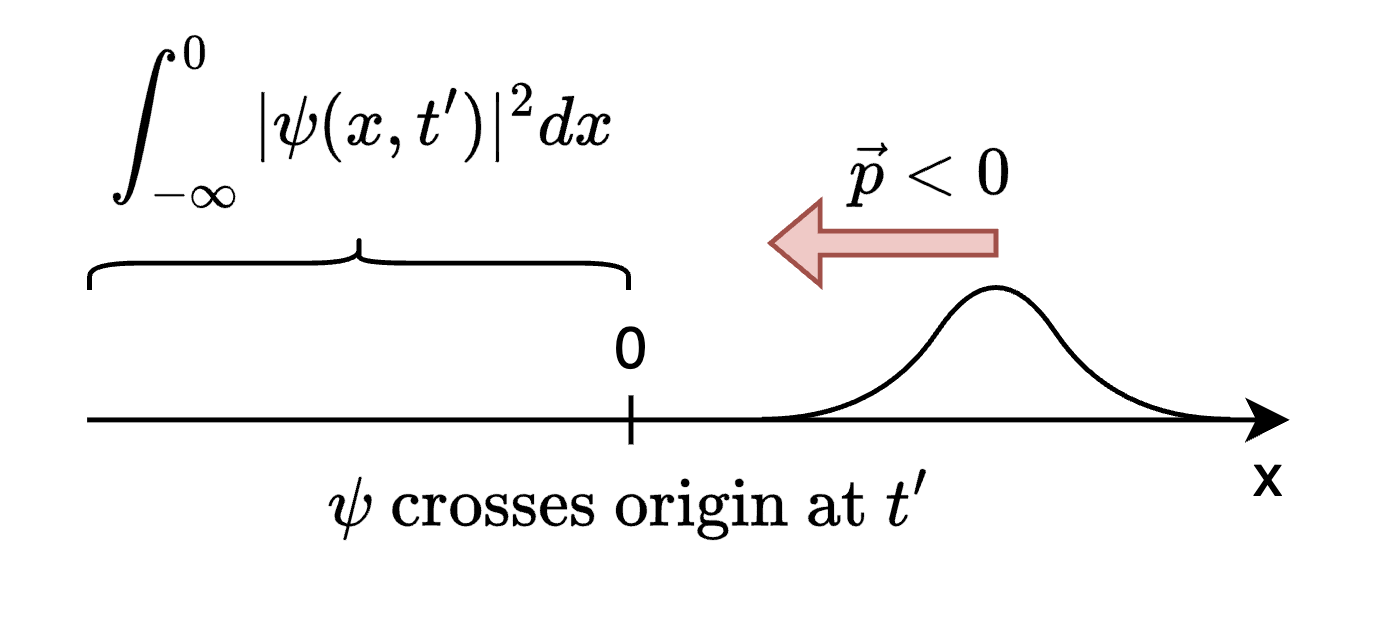 ∫_{-∞}^{0} |ψ(x, t′)|² dx
p⃗ < 0
0
x
ψ crosses origin at t′